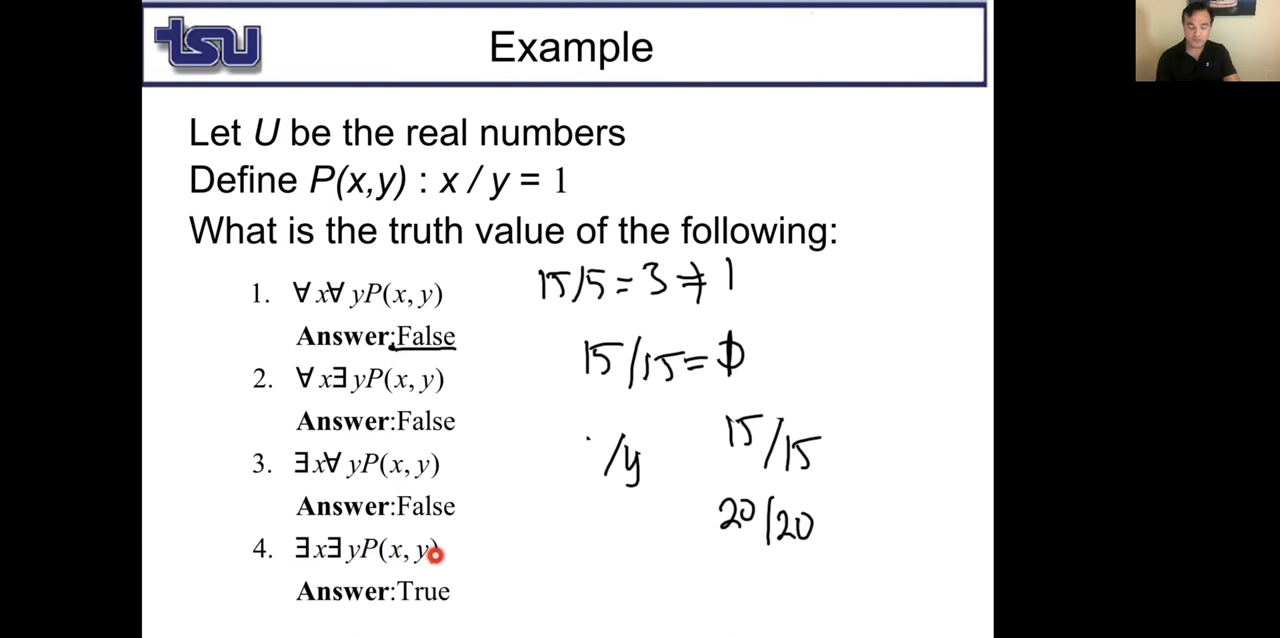 tsu
Example
Let U be the real numbers
Define P(x,y) : x / y = 1
What is the truth value of the following:
1. ∀ x∀ yP(x, y)
15/5 = 3 ≠ 1
Answer:False
15/15 =
2. ∀ x∃ yP(x, y)
Answer:False
/y
15/15
3. ∃x∀ yP(x, y)
Answer:False
20/20
4. ∃x∃ yP(x, y)
Answer:True